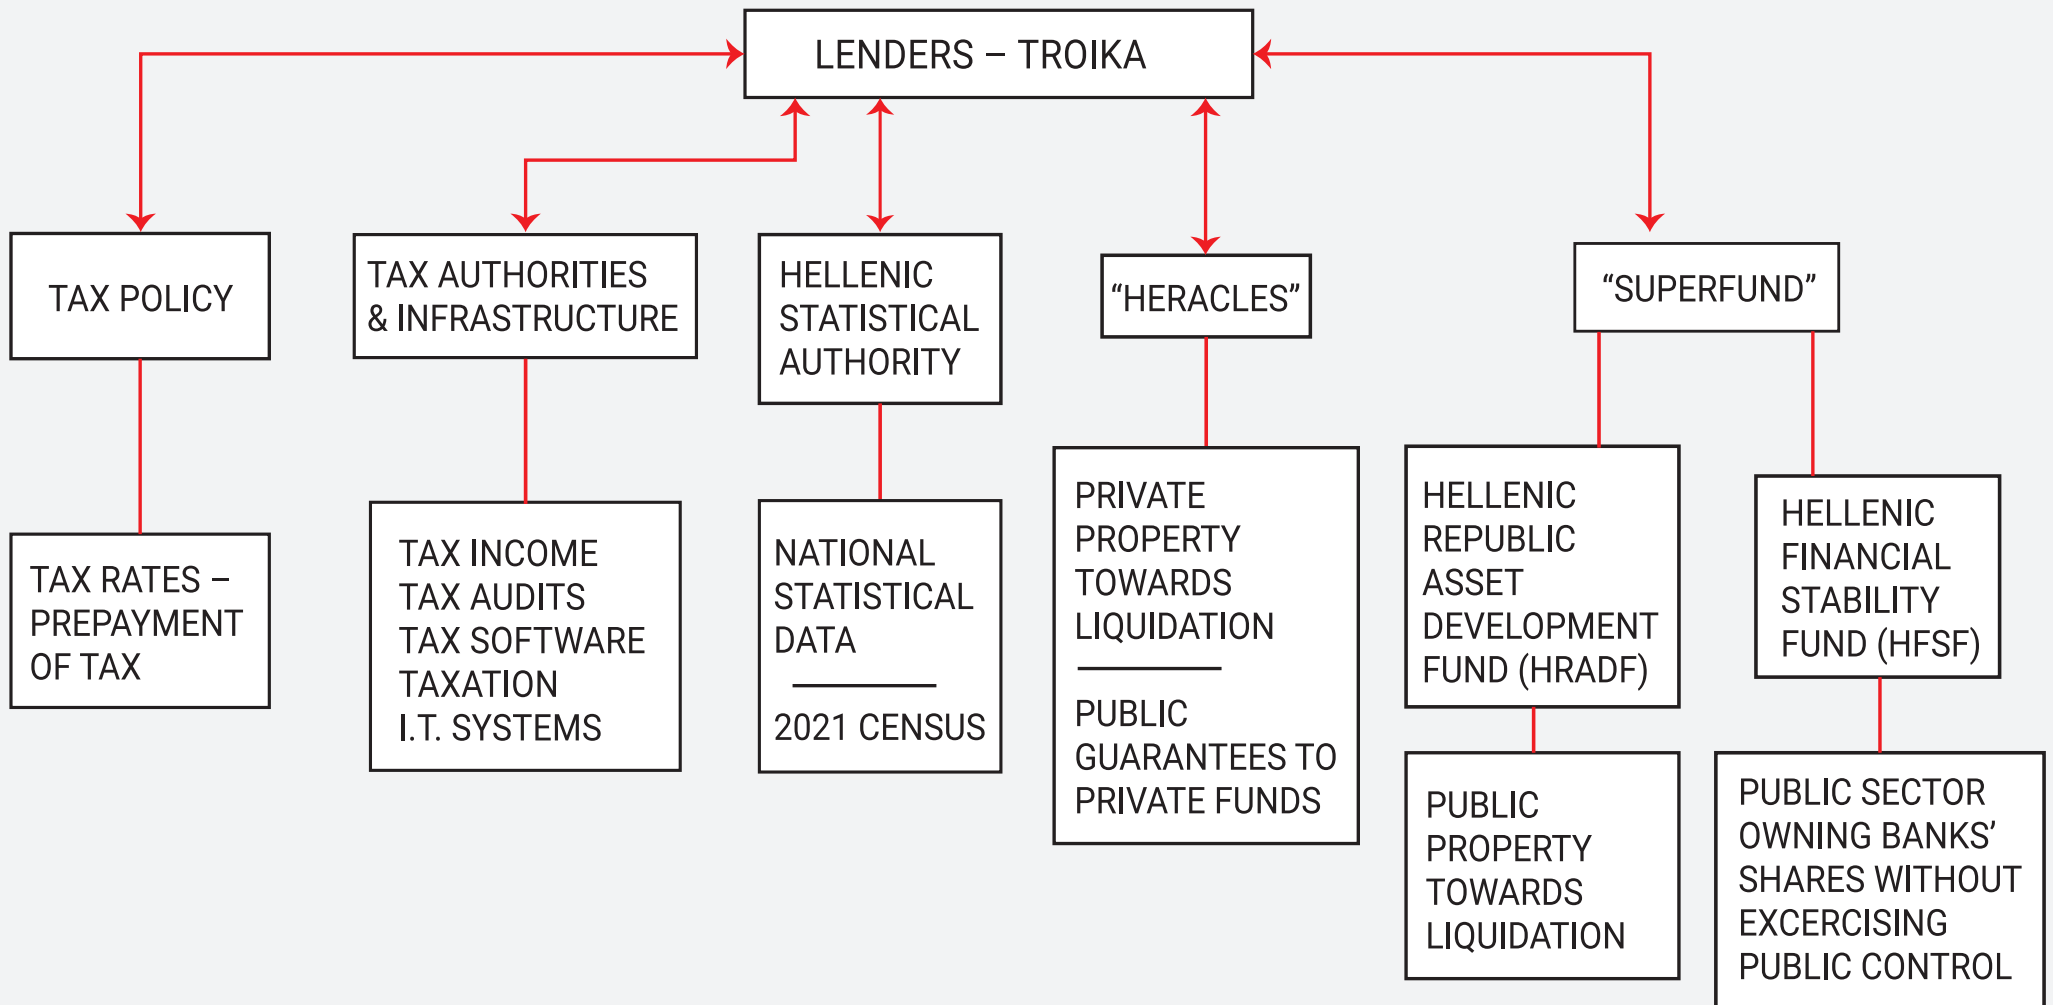 LENDERS – TROIKA
TAX POLICY
TAX AUTHORITIES
& INFRASTRUCTURE
HELLENIC
STATISTICAL
AUTHORITY
“HERACLES”
“SUPERFUND”
TAX RATES –
PREPAYMENT
OF TAX
TAX INCOME
TAX AUDITS
TAX SOFTWARE
TAXATION
I.T. SYSTEMS
NATIONAL
STATISTICAL
DATA
2021 CENSUS
PRIVATE
PROPERTY
TOWARDS
LIQUIDATION
PUBLIC
GUARANTEES TO
PRIVATE FUNDS
HELLENIC
REPUBLIC
ASSET
DEVELOPMENT
FUND (HRADF)
HELLENIC
FINANCIAL
STABILITY
FUND (HFSF)
PUBLIC
PROPERTY
TOWARDS
LIQUIDATION
PUBLIC SECTOR
OWNING BANKS’
SHARES WITHOUT
EXCERCISING
PUBLIC CONTROL